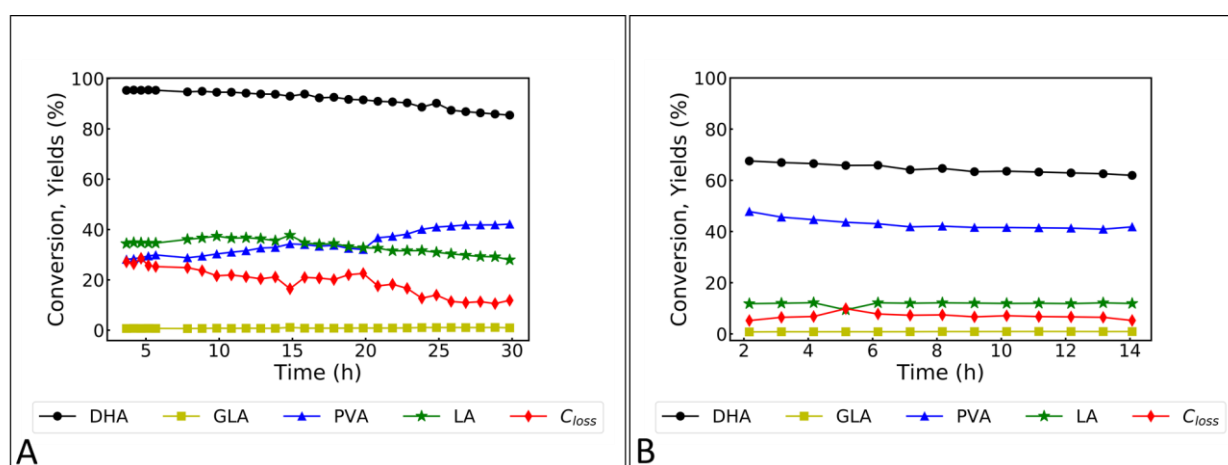 100
80
60
40
20
0
Conversion, Yields (%)
5 10 15 20 25 30
Time (h)
DHA GLA PVA LA C_loss
A
100
80
60
40
20
0
Conversion, Yields (%)
2 4 6 8 10 12 14
Time (h)
DHA GLA PVA LA C_loss
B